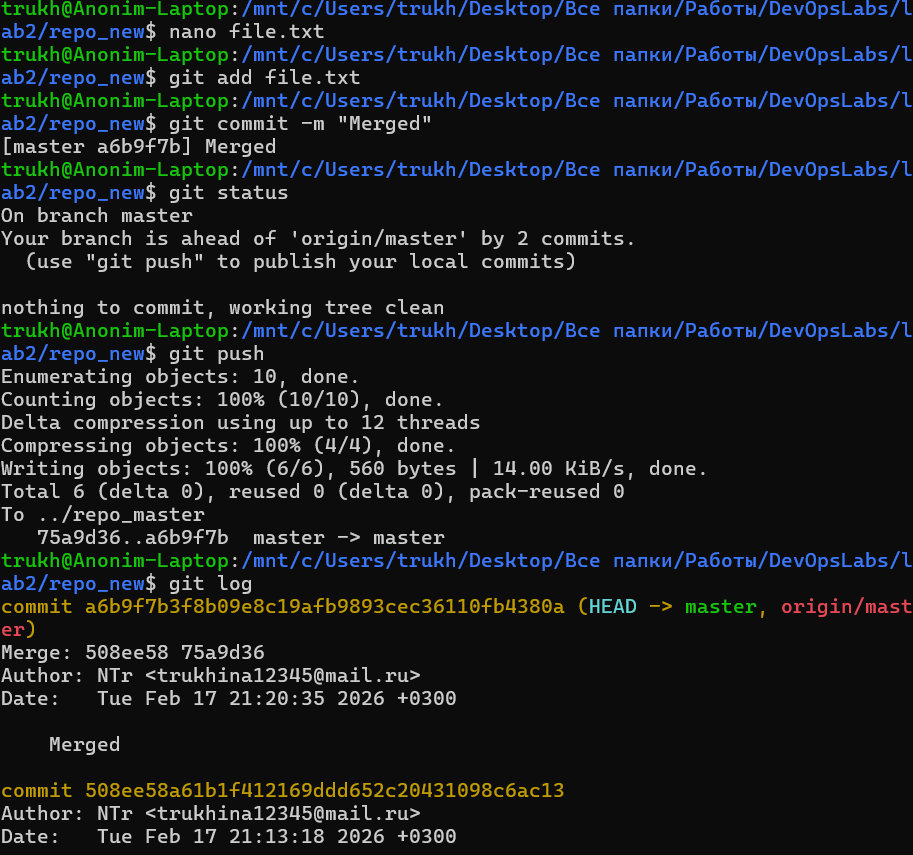 trukh@Anonim-Laptop:/mnt/c/Users/trukh/Desktop/Все папки/Работы/DevOpsLabs/l
ab2/repo_new$ nano file.txt
trukh@Anonim-Laptop:/mnt/c/Users/trukh/Desktop/Все папки/Работы/DevOpsLabs/l
ab2/repo_new$ git add file.txt
trukh@Anonim-Laptop:/mnt/c/Users/trukh/Desktop/Все папки/Работы/DevOpsLabs/l
ab2/repo_new$ git commit -m "Merged"
[master a6b9f7b] Merged
trukh@Anonim-Laptop:/mnt/c/Users/trukh/Desktop/Все папки/Работы/DevOpsLabs/l
ab2/repo_new$ git status
On branch master
Your branch is ahead of 'origin/master' by 2 commits.
  (use "git push" to publish your local commits)

nothing to commit, working tree clean
trukh@Anonim-Laptop:/mnt/c/Users/trukh/Desktop/Все папки/Работы/DevOpsLabs/l
ab2/repo_new$ git push
Enumerating objects: 10, done.
Counting objects: 100% (10/10), done.
Delta compression using up to 12 threads
Compressing objects: 100% (4/4), done.
Writing objects: 100% (6/6), 560 bytes | 14.00 KiB/s, done.
Total 6 (delta 0), reused 0 (delta 0), pack-reused 0
To ../repo_master
   75a9d36..a6b9f7b  master -> master
trukh@Anonim-Laptop:/mnt/c/Users/trukh/Desktop/Все папки/Работы/DevOpsLabs/l
ab2/repo_new$ git log
commit a6b9f7b3f8b09e8c19afb9893cec36110fb4380a (HEAD -> master, origin/mast
er)
Merge: 508ee58 75a9d36
Author: NTr <trukhina12345@mail.ru>
Date:   Tue Feb 17 21:20:35 2026 +0300

    Merged

commit 508ee58a61b1f412169ddd652c20431098c6ac13
Author: NTr <trukhina12345@mail.ru>
Date:   Tue Feb 17 21:13:18 2026 +0300